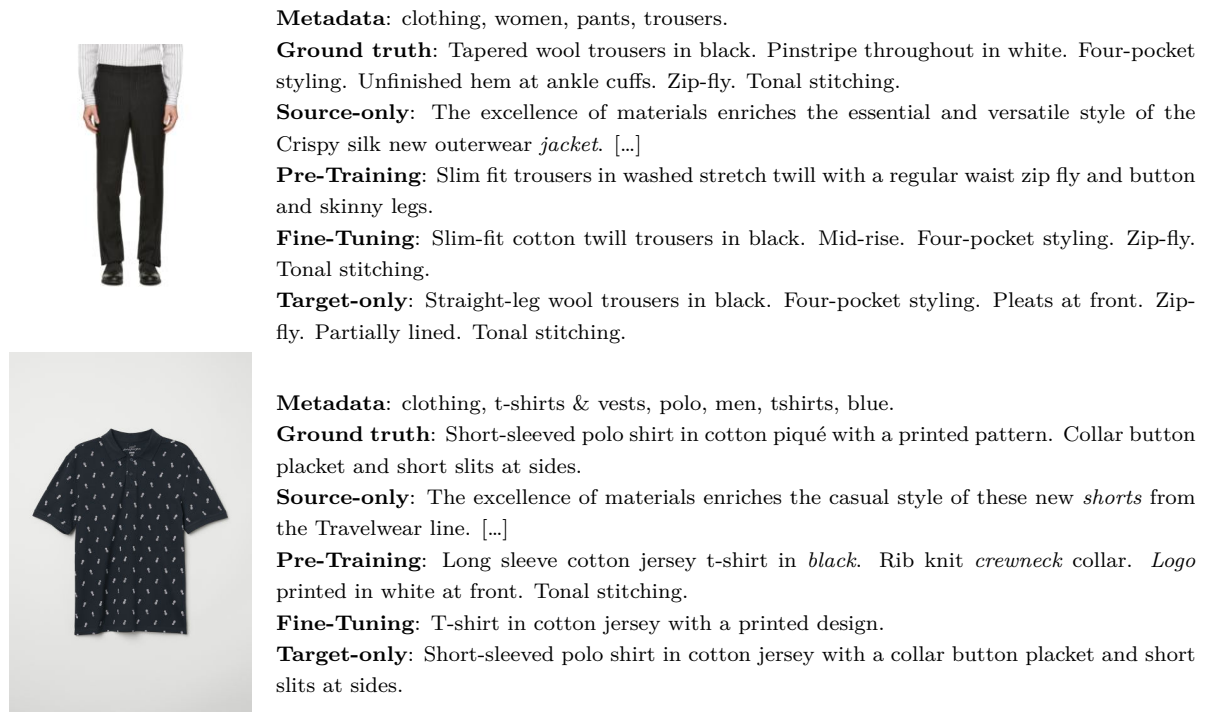 Metadata: clothing, women, pants, trousers.
Ground truth: Tapered wool trousers in black. Pinstripe throughout in white. Four-pocket
styling. Unfinished hem at ankle cuffs. Zip-fly. Tonal stitching.
Source-only: The excellence of materials enriches the essential and versatile style of the
Crispy silk new outerwear jacket. [...]
Pre-Training: Slim fit trousers in washed stretch twill with a regular waist zip fly and button
and skinny legs.
Fine-Tuning: Slim-fit cotton twill trousers in black. Mid-rise. Four-pocket styling. Zip-fly.
Tonal stitching.
Target-only: Straight-leg wool trousers in black. Four-pocket styling. Pleats at front. Zip-
fly. Partially lined. Tonal stitching.
Metadata: clothing, t-shirts & vests, polo, men, tshirts, blue.
Ground truth: Short-sleeved polo shirt in cotton piqué with a printed pattern. Collar button
placket and short slits at sides.
Source-only: The excellence of materials enriches the casual style of these new shorts from
the Travelwear line. [...]
Pre-Training: Long sleeve cotton jersey t-shirt in black. Rib knit crewneck collar. Logo
printed in white at front. Tonal stitching.
Fine-Tuning: T-shirt in cotton jersey with a printed design.
Target-only: Short-sleeved polo shirt in cotton jersey with a collar button placket and short
slits at sides.